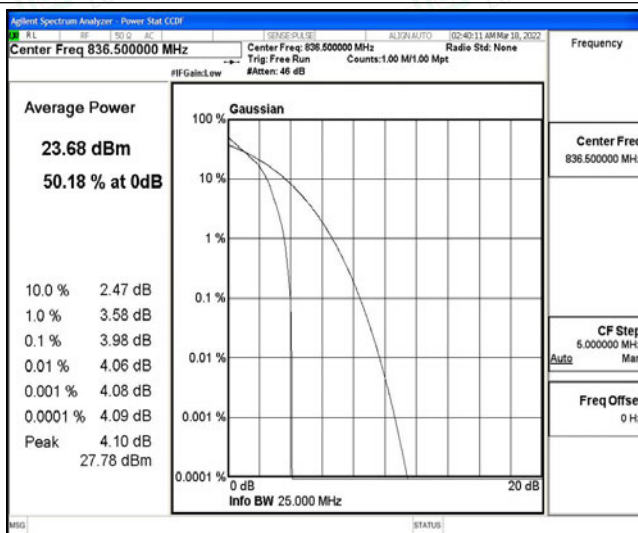 Agilent Spectrum Analyzer - Power Stat CCDF
RL RF 50 Ω AC SENSE:PULSE ALIGN AUTO 02:40:11 AM Mar 18, 2022
Center Freq 836.500000 MHz
Center Freq: 836.500000 MHz Radio Std: None
Trig: Free Run Counts:1.00 M/1.00 Mpt
#IFGain:Low #Atten: 46 dB
Frequency
Average Power
23.68 dBm
50.18 % at 0dB
10.0 % 2.47 dB
1.0 % 3.58 dB
0.1 % 3.98 dB
0.01 % 4.06 dB
0.001 % 4.08 dB
0.0001 % 4.09 dB
Peak 4.10 dB
27.78 dBm
Gaussian
100 %
10 %
1 %
0.1 %
0.01 %
0.001 %
0.0001 %
0 dB 20 dB
Info BW 25.000 MHz
Center Freq
836.500000 MHz
CF Step
5.000000 MHz
Auto Man
Freq Offset
0 Hz
MSG STATUS